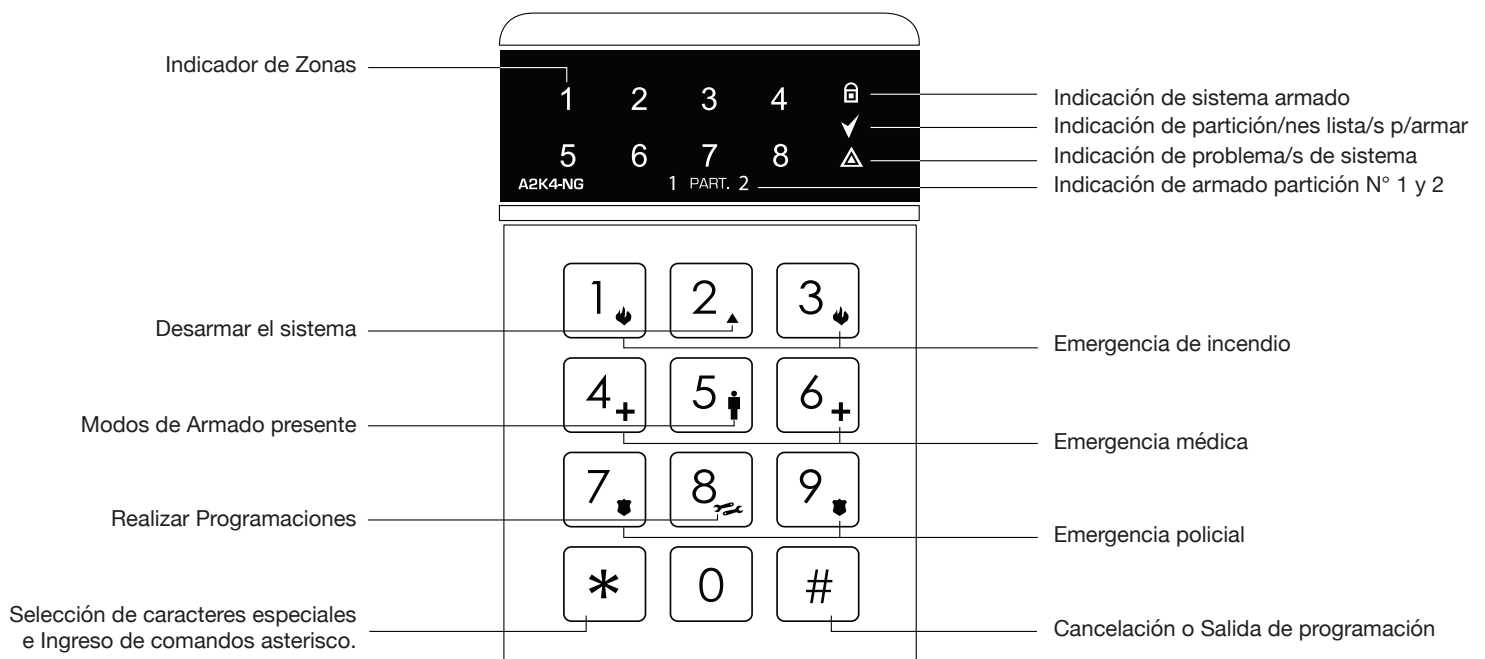 Indicador de Zonas
1 2 3 4
5 6 7 8
A2K4-NG 1 PART. 2
Indicación de sistema armado
Indicación de partición/nes lista/s p/armar
Indicación de problema/s de sistema
Indicación de armado partición N° 1 y 2
1 2 3
Desarmar el sistema
Emergencia de incendio
4 5 6
Modos de Armado presente
Emergencia médica
7 8 9
Realizar Programaciones
Emergencia policial
* 0 #
Selección de caracteres especiales
e Ingreso de comandos asterisco.
Cancelación o Salida de programación